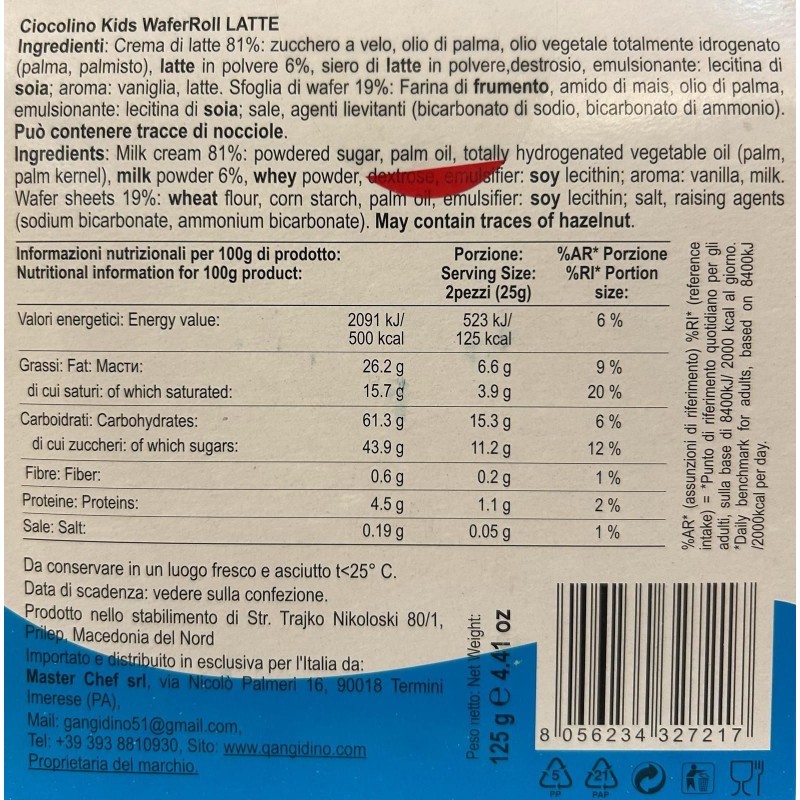 Ciocolino Kids WaferRoll LATTE
Ingredienti: Crema di latte 81%: zucchero a velo, olio di palma, olio vegetale totalmente idrogenato
(palma, palmisto), latte in polvere 6%, siero di latte in polvere,destrosio, emulsionante: lecitina di
soia; aroma: vaniglia, latte. Sfoglia di wafer 19%: Farina di frumento, amido di mais, olio di palma,
emulsionante: lecitina di soia; sale, agenti lievitanti (bicarbonato di sodio, bicarbonato di ammonio).
Può contenere tracce di nocciole.
Ingredients: Milk cream 81%: powdered sugar, palm oil, totally hydrogenated vegetable oil (palm,
palm kernel), milk powder 6%, whey powder, dextrose, emulsifier: soy lecithin; aroma: vanilla, milk.
Wafer sheets 19%: wheat flour, corn starch, palm oil, emulsifier: soy lecithin; salt, raising agents
(sodium bicarbonate, ammonium bicarbonate). May contain traces of hazelnut.
Informazioni nutrizionali per 100g di prodotto: Porzione: %AR* Porzione
Nutritional information for 100g product: Serving Size: %RI* Portion
2pezzi (25g) size:
Valori energetici: Energy value: 2091 kJ/ 523 kJ/ 6 %
500 kcal 125 kcal
Grassi: Fat: Масти: 26.2 g 6.6 g 9 %
di cui saturi: of which saturated: 15.7 g 3.9 g 20 %
Carboidrati: Carbohydrates: 61.3 g 15.3 g 6 %
di cui zuccheri: of which sugars: 43.9 g 11.2 g 12 %
Fibre: Fiber: 0.6 g 0.2 g 1 %
Proteine: Proteins: 4.5 g 1.1 g 2 %
Sale: Salt: 0.19 g 0.05 g 1 %
%AR* (assunzioni di riferimento) %RI* (reference
intake) = *Punto di riferimento quotidiano per gli
adulti, sulla base di 8400kJ/ 2000 kcal al giorno.
*Daily benchmark for adults, based on 8400kJ
/2000kcal per day.
Da conservare in un luogo fresco e asciutto t<25° C.
Data di scadenza: vedere sulla confezione.
Prodotto nello stabilimento di Str. Trajko Nikoloski 80/1,
Prilep, Macedonia del Nord
Importato e distribuito in esclusiva per l'Italia da:
Master Chef srl, via Nicolò Palmeri 16, 90018 Termini
Imerese (PA),
Mail: gangidino51@gmail.com,
Tel: +39 393 8810930, Sito: www.gangidino.com
Proprietaria del marchio.
Peso netto: Net Weight:
125 g e 4.41 oz
8 056234 327217
5
PP
21
PAP